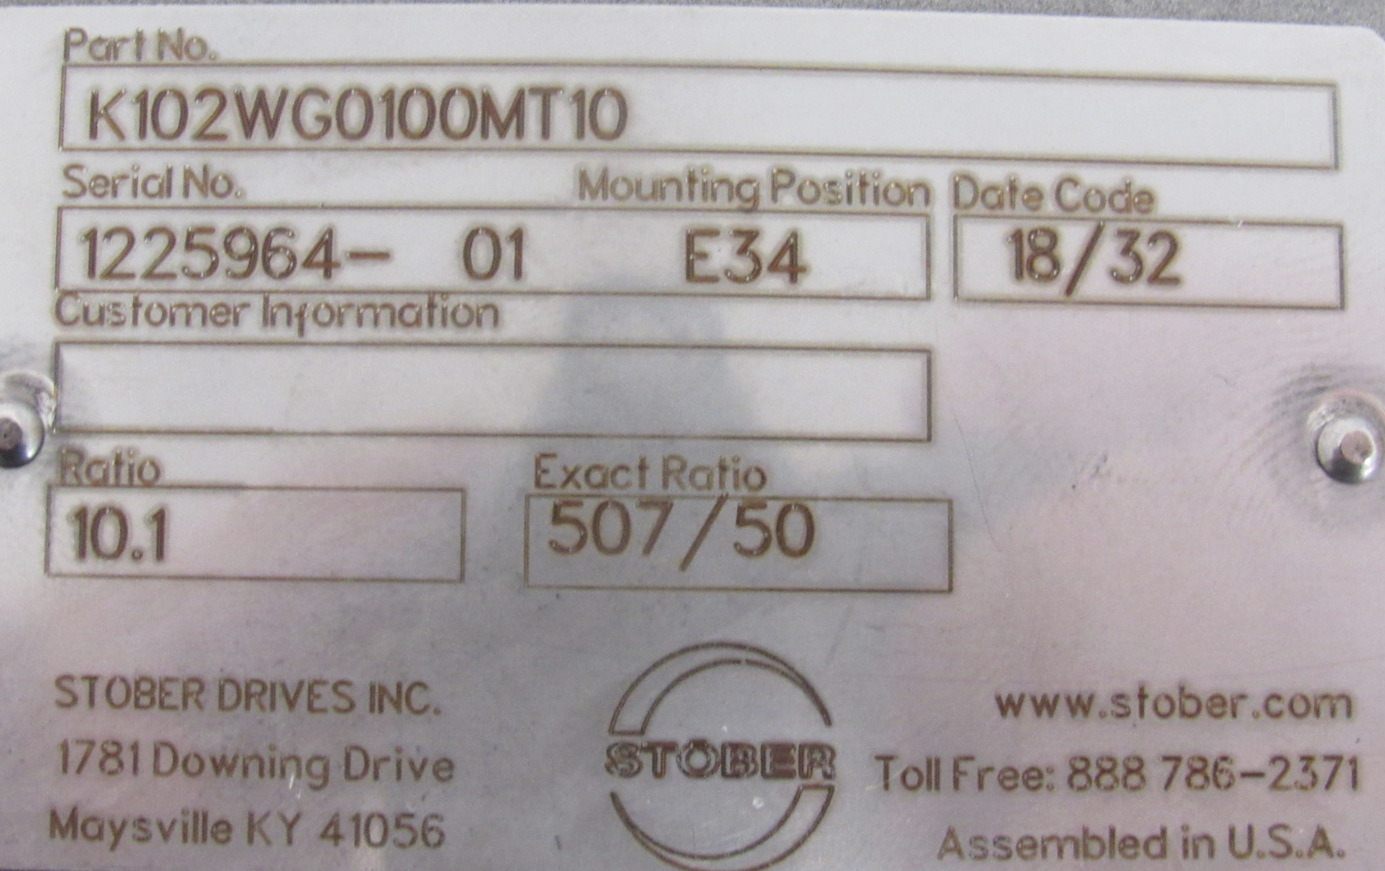 Part No.
K102WG0100MT10
Serial No. Mounting Position Date Code
1225964- 01 E34 18/32
Customer Information
Ratio Exact Ratio
10.1 507/50
STOBER DRIVES INC.
1781 Downing Drive
Maysville KY 41056
STÖBER
www.stober.com
Toll Free: 888 786-2371
Assembled in U.S.A.